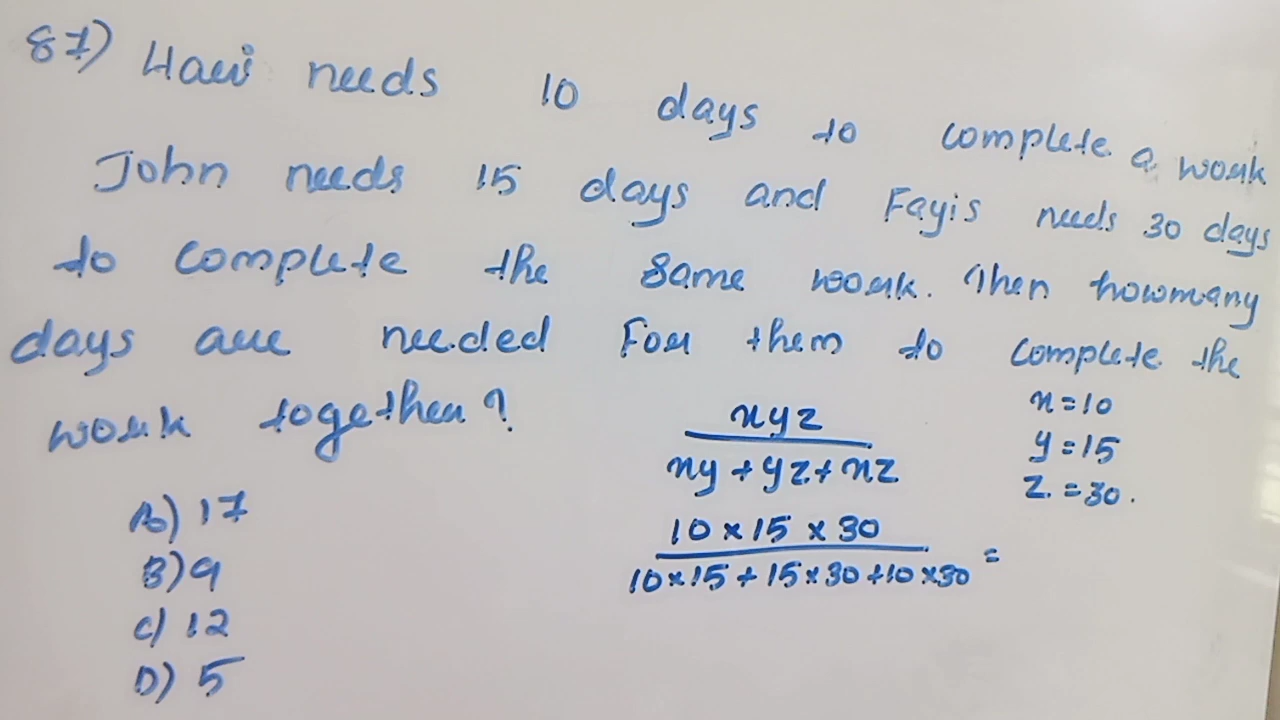 87) Hari needs 10 days to complete a work
John needs 15 days and Fayis needs 30 days
to complete the same work. Then howmany
days are needed For them to complete the
work together?
xyz / xy + yz + xz
x = 10
y = 15
z = 30.
10 × 15 × 30 / 10 × 15 + 15 × 30 + 10 × 30 =
A) 17
B) 9
C) 12
D) 5